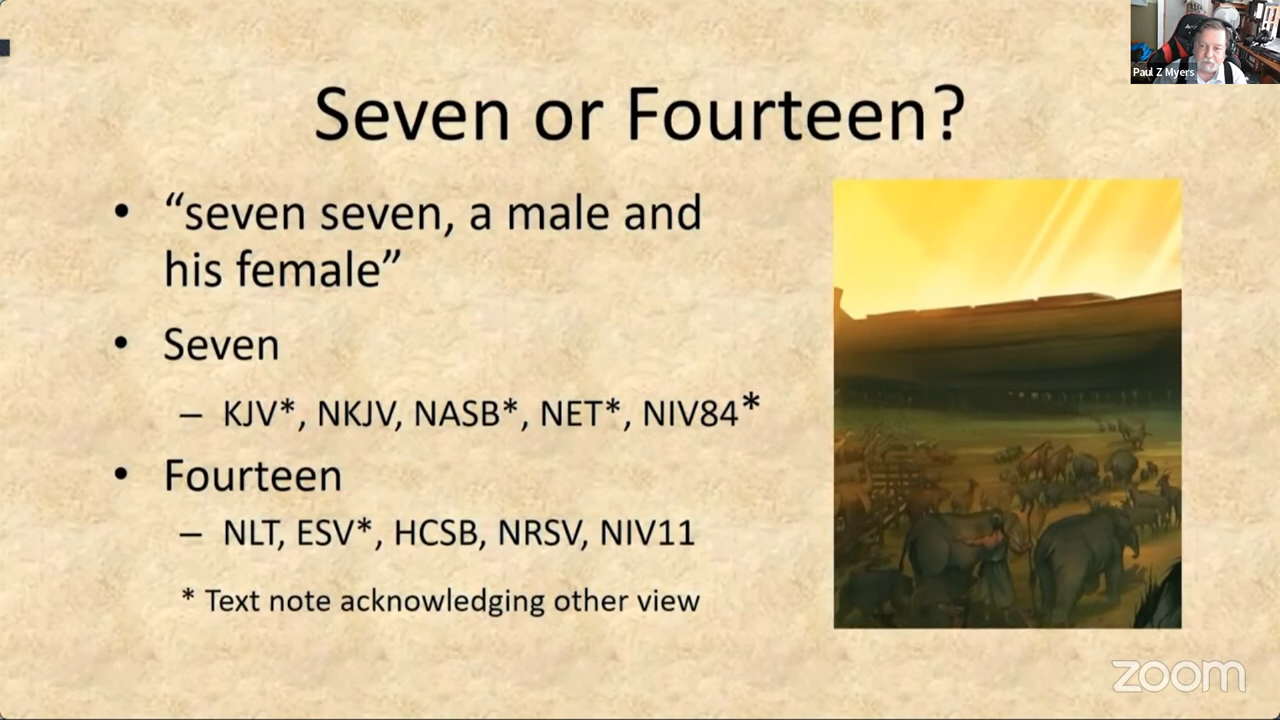 Paul Z Myers
Seven or Fourteen?
• “seven seven, a male and
his female”
• Seven
– KJV*, NKJV, NASB*, NET*, NIV84*
• Fourteen
– NLT, ESV*, HCSB, NRSV, NIV11
* Text note acknowledging other view
zoom